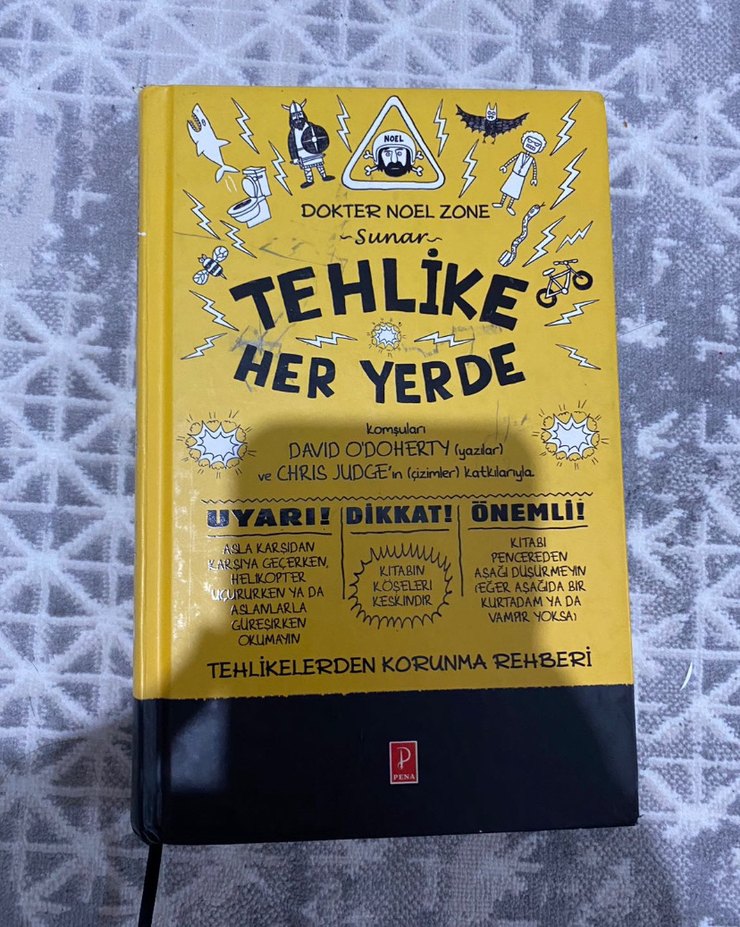 NOEL
DOKTER NOEL ZONE
~Sunar~
TEHLİKE
HER YERDE
Komşuları
DAVID O'DOHERTY (yazılar)
ve CHRIS JUDGE'in (çizimler) katkılarıyla
UYARI!
ASLA KARŞIDAN
KARŞIYA GEÇERKEN,
HELİKOPTER
UÇURURKEN YA DA
ASLANLARLA
GÜREŞİRKEN
OKUMAYIN
DİKKAT!
KİTABIN
KÖŞELERİ
KESKİNDİR
ÖNEMLİ!
KİTABI
PENCEREDEN
AŞAĞI DÜŞÜRMEYİN
(EĞER AŞAĞIDA BİR
KURTADAM YA DA
VAMPİR YOKSA)
TEHLİKELERDEN KORUNMA REHBERİ
P
PENA